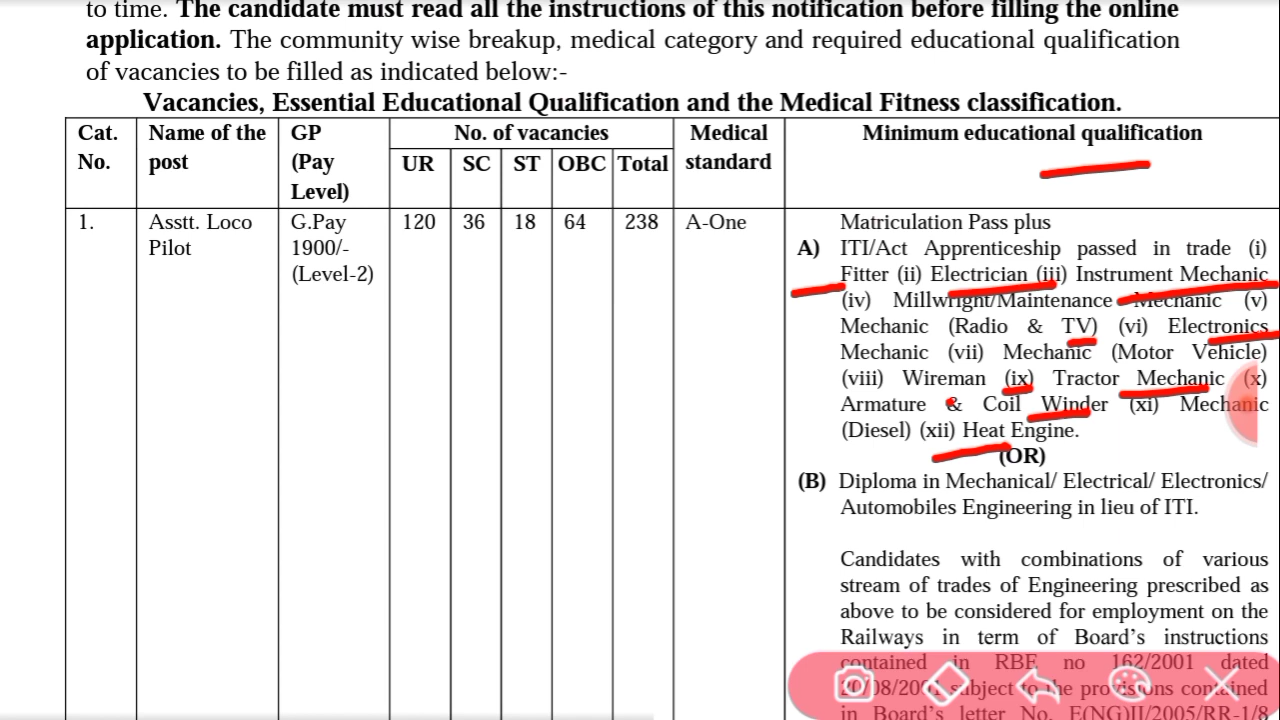 to time. The candidate must read all the instructions of this notification before filling the online
application. The community wise breakup, medical category and required educational qualification
of vacancies to be filled as indicated below:-
Vacancies, Essential Educational Qualification and the Medical Fitness classification.
Cat. No.
Name of the post
GP (Pay Level)
No. of vacancies
UR SC ST OBC Total
Medical standard
Minimum educational qualification
1.
Asstt. Loco
Pilot
G.Pay
1900/-
(Level-2)
120 36 18 64 238
A-One
Matriculation Pass plus
A) ITI/Act Apprenticeship passed in trade (i)
Fitter (ii) Electrician (iii) Instrument Mechanic
(iv) Millwright/Maintenance Mechanic (v)
Mechanic (Radio & TV) (vi) Electronics
Mechanic (vii) Mechanic (Motor Vehicle)
(viii) Wireman (ix) Tractor Mechanic (x)
Armature & Coil Winder (xi) Mechanic
(Diesel) (xii) Heat Engine.
(OR)
(B) Diploma in Mechanical/ Electrical/ Electronics/
Automobiles Engineering in lieu of ITI.
Candidates with combinations of various
stream of trades of Engineering prescribed as
above to be considered for employment on the
Railways in term of Board's instructions
contained in RBE no 162/2001 dated
subject to the provisions contained
in Board's letter No. E(NG)II/2005/RR-1/8